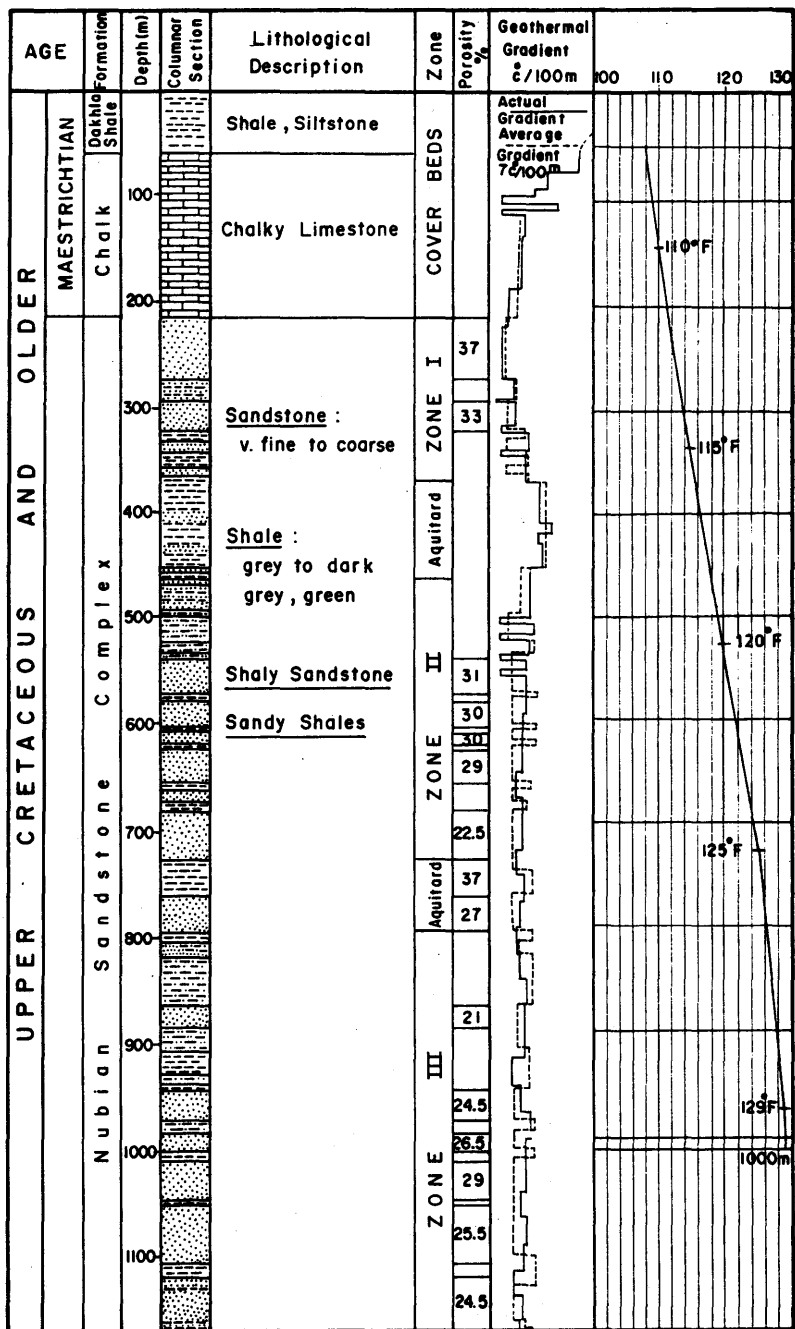 AGE
Formation
Depth(m)
Columnar
Section
Lithological
Description
Zone
Porosity
%
Geothermal
Gradient
c°/100m
100 110 120 130
UPPER CRETACEOUS AND OLDER
MAESTRICHTIAN
Dakhla
Shale
Chalk
Nubian Sandstone Complex
100
200
300
400
500
600
700
800
900
1000
1100
Shale , Siltstone
Chalky Limestone
Sandstone :
v. fine to coarse
Shale :
grey to dark
grey , green
Shaly Sandstone
Sandy Shales
COVER BEDS
ZONE I
Aquitard
ZONE II
Aquitard
ZONE III
37
33
31
30
30
29
22.5
37
27
21
24.5
26.5
29
25.5
24.5
Actual
Gradient
Average
Gradient
7c°/100m
110°F
115°F
120°F
125°F
129°F
1000m